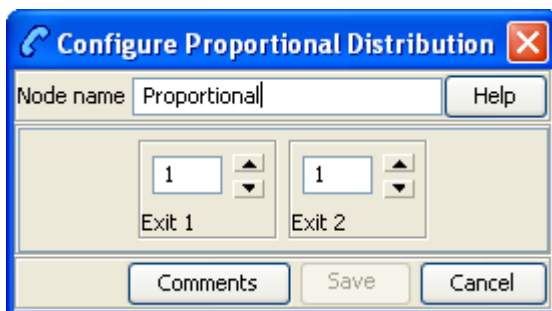 Configure Proportional Distribution
Node name Proportional Help
1 1
Exit 1 Exit 2
Comments Save Cancel